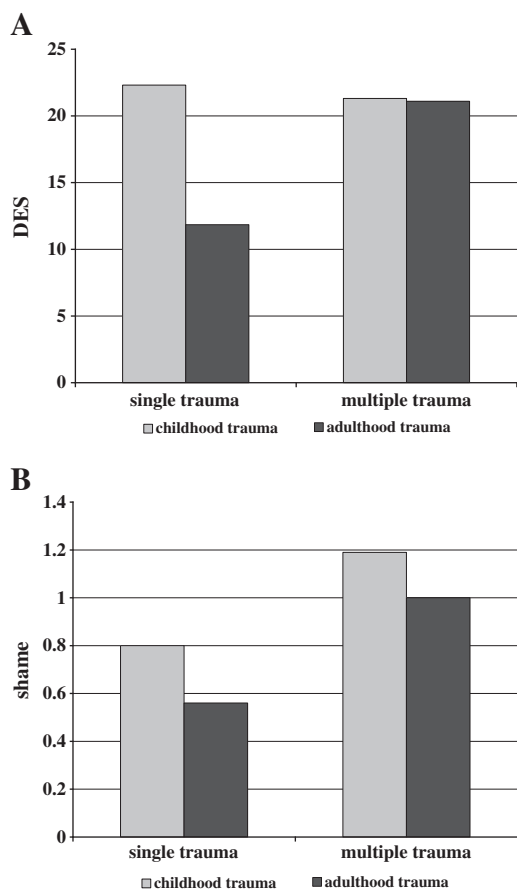 A
25
20
15
10
5
0
DES
single trauma multiple trauma
childhood trauma adulthood trauma
B
1.4
1.2
1
0.8
0.6
0.4
0.2
0
shame
single trauma multiple trauma
childhood trauma adulthood trauma